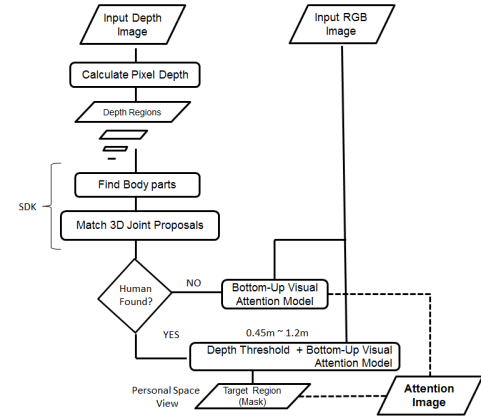 Input Depth
Image
Input RGB
Image
Calculate Pixel Depth
Depth Regions
Find Body parts
SDK
Match 3D Joint Proposals
Human
Found?
NO
Bottom-Up Visual
Attention Model
YES
0.45m ~ 1.2m
Depth Threshold + Bottom-Up Visual
Attention Model
Personal Space
View
Target Region
(Mask)
Attention
Image